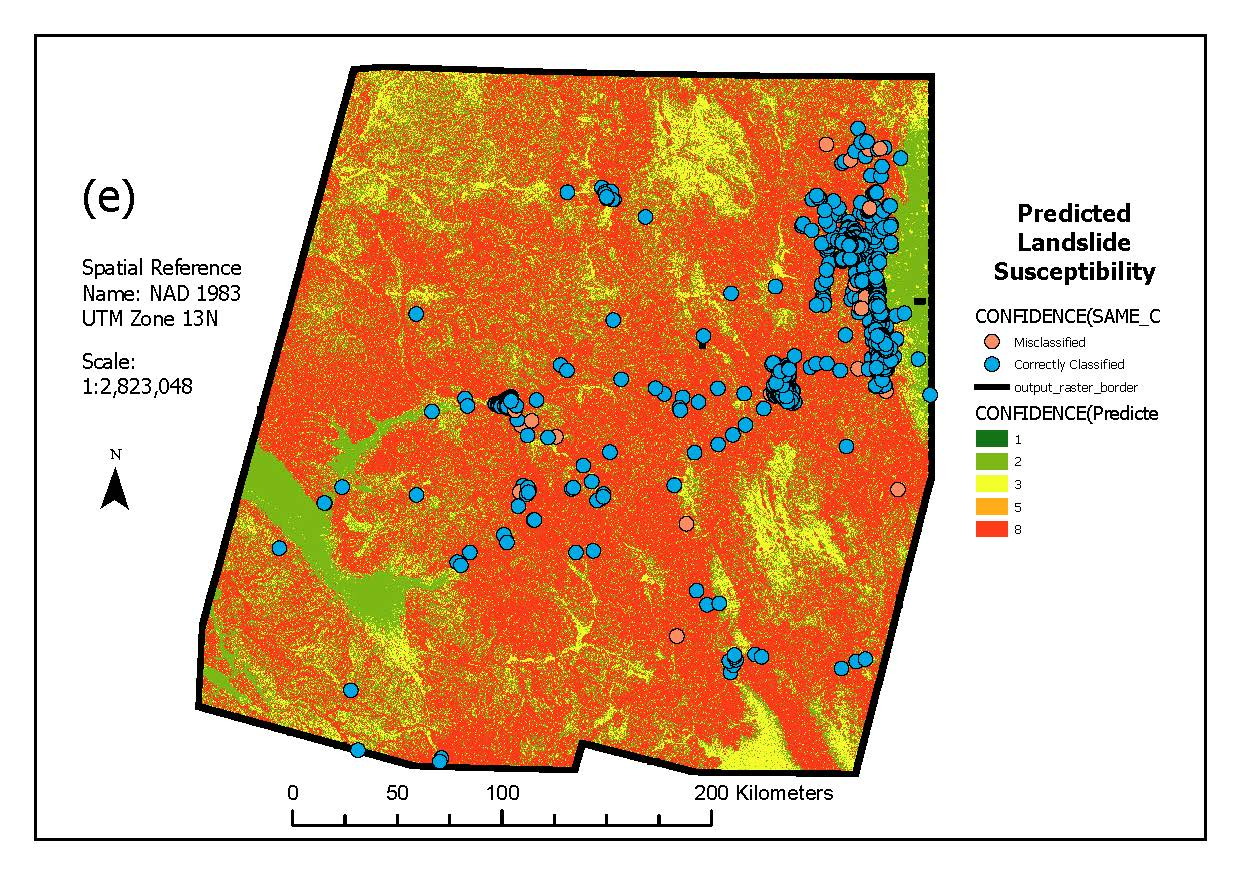 (e)
Spatial Reference
Name: NAD 1983
UTM Zone 13N
Scale:
1:2,823,048
N
Predicted
Landslide
Susceptibility
CONFIDENCE(SAME_C
Misclassified
Correctly Classified
output_raster_border
CONFIDENCE(Predicte
1
2
3
5
8
0 50 100 200 Kilometers